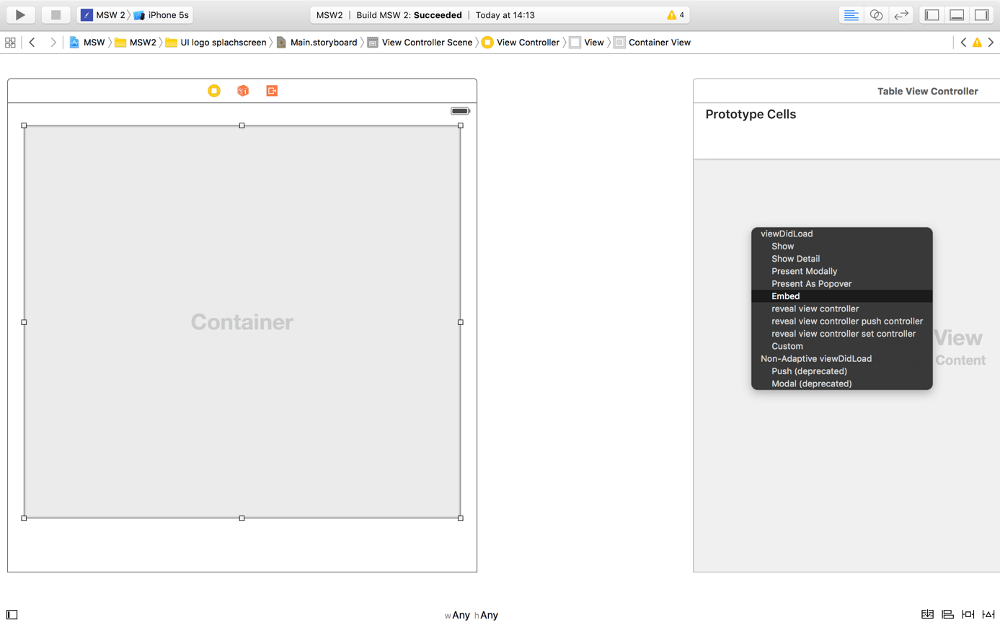 MSW 2 iPhone 5s MSW2 | Build MSW 2: Succeeded | Today at 14:13 4
MSW MSW2 UI logo splachscreen Main.storyboard View Controller Scene View Controller View Container View
1
Table View Controller
Prototype Cells
Container
viewDidLoad
Show
Show Detail
Present Modally
Present As Popover
Embed
reveal view controller
reveal view controller push controller
reveal view controller set controller
Custom
Non-Adaptive viewDidLoad
Push (deprecated)
Modal (deprecated)
View
Content
wAny hAny